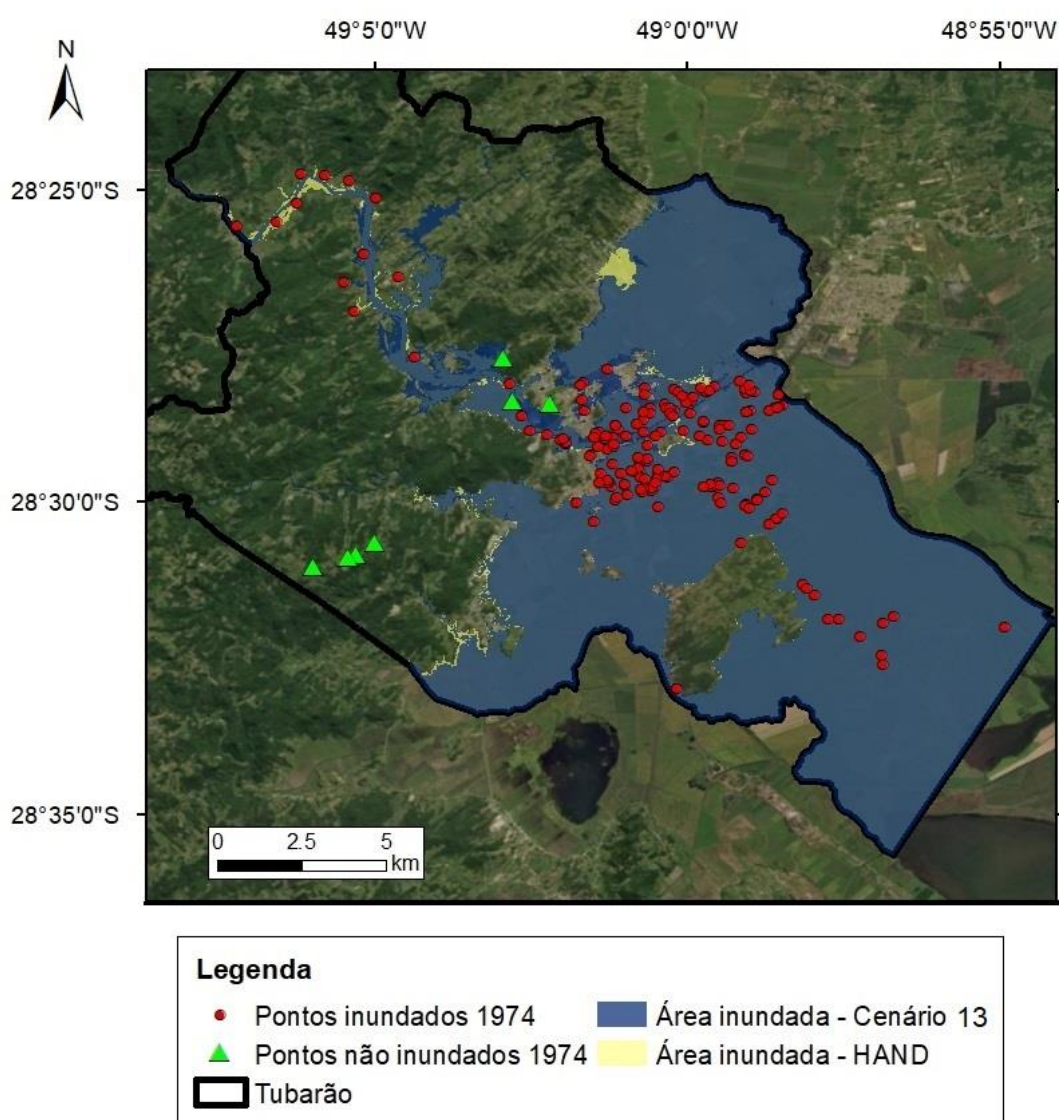 49°5'0"W 49°0'0"W 48°55'0"W
N
28°25'0"S
28°30'0"S
28°35'0"S
0 2.5 5
km
Legenda
Pontos inundados 1974 Área inundada - Cenário 13
Pontos não inundados 1974 Área inundada - HAND
Tubarão